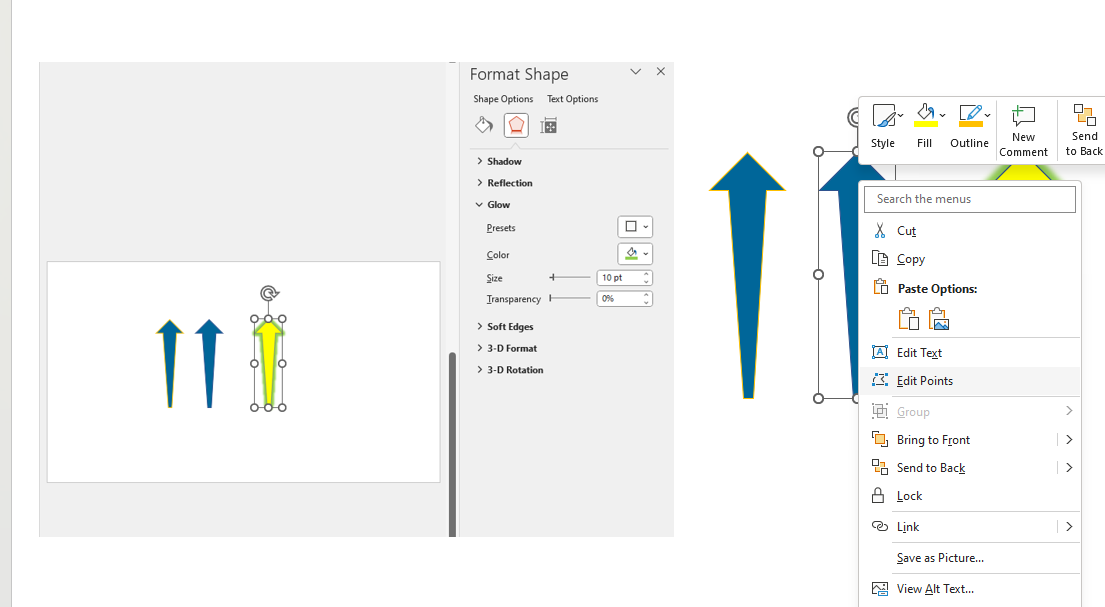 Format Shape
Shape Options Text Options
Shadow
Reflection
Glow
Presets
Color
Size 10 pt
Transparency 0%
Soft Edges
3-D Format
3-D Rotation
Style Fill Outline New Comment Send to Back
Search the menus
Cut
Copy
Paste Options:
Edit Text
Edit Points
Group
Bring to Front
Send to Back
Lock
Link
Save as Picture...
View Alt Text...